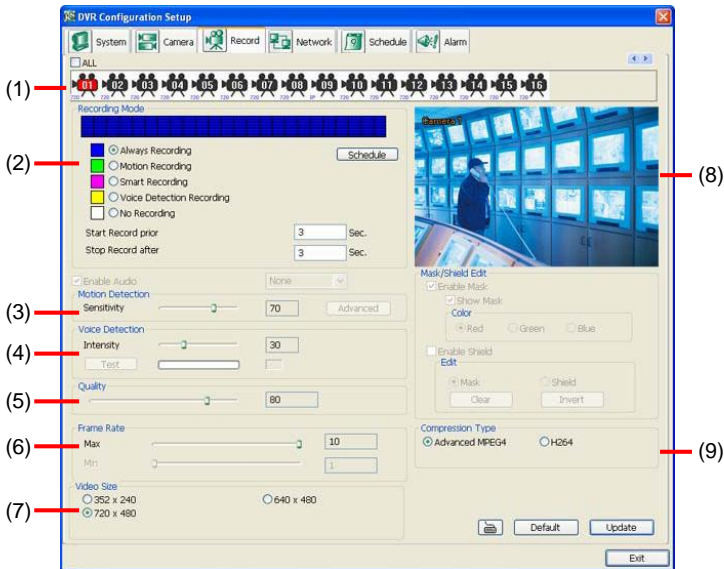 DVR Configuration Setup
System Camera Record Network Schedule Alarm
ALL
(1)
01 02 03 04 05 06 07 08 09 10 11 12 13 14 15 16
Recording Mode
(2)
Always Recording
Schedule
Motion Recording
Smart Recording
Voice Detection Recording
No Recording
Start Record prior 3 Sec.
Stop Record after 3 Sec.
Camera 1
(8)
Enable Audio None
Motion Detection
(3)
Sensitivity 70 Advanced
Voice Detection
(4)
Intensity 30
Test
Quality
(5)
80
Frame Rate
(6)
Max 10
Min 1
Video Size
(7)
352 x 240 640 x 480
720 x 480
Mask/Shield Edit
Enable Mask
Show Mask
Color
Red Green Blue
Enable Shield
Edit
Mask Shield
Clear Invert
Compression Type
Advanced MPEG4 H264
(9)
Default Update
Exit